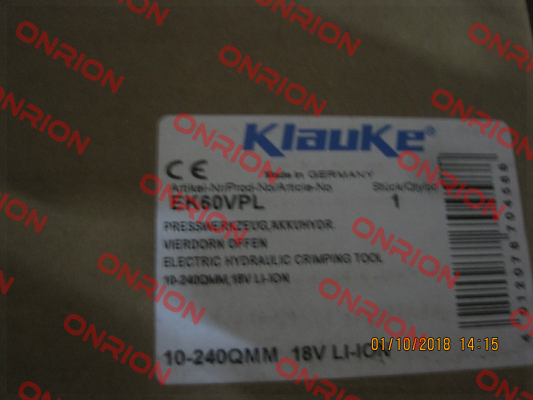 Klauke®
CE Made in GERMANY
Artikel-Nr/Prod-No/Article-No Stück/Qty/pc
EK60VPL 1
PRESSWERKZEUG,AKKUHYDR.
VIERDORN OFFEN
ELECTRIC HYDRAULIC CRIMPING TOOL
10-240QMM,18V LI-ION
10-240QMM 18V LI-ION
01/10/2018 14:15
ONRION